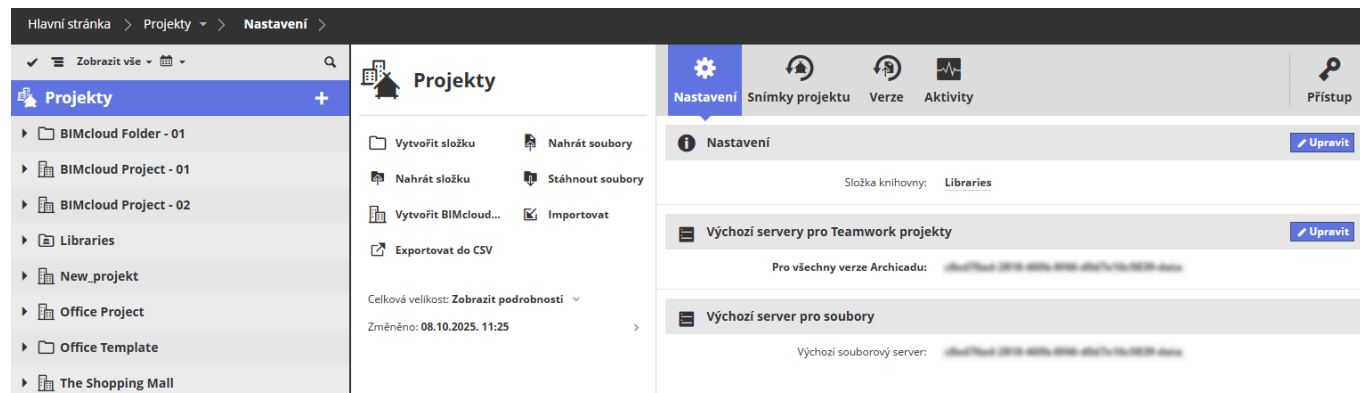 Hlavní stránka > Projekty > Nastavení >
Zobrazit vše
Projekty +
BIMcloud Folder - 01
BIMcloud Project - 01
BIMcloud Project - 02
Libraries
New_projekt
Office Project
Office Template
The Shopping Mall
Projekty
Vytvořit složku
Nahrát soubory
Nahrát složku
Stáhnout soubory
Vytvořit BIMcloud...
Importovat
Exportovat do CSV
Celková velikost: Zobrazit podrobnosti
Změněno: 08.10.2025. 11:25
Nastavení
Snímky projektu
Verze
Aktivity
Přístup
Nastavení
Upravit
Složka knihovny: Libraries
Výchozí servery pro Teamwork projekty
Upravit
Pro všechny verze Archicadu:
Výchozí server pro soubory
Výchozí souborový server: